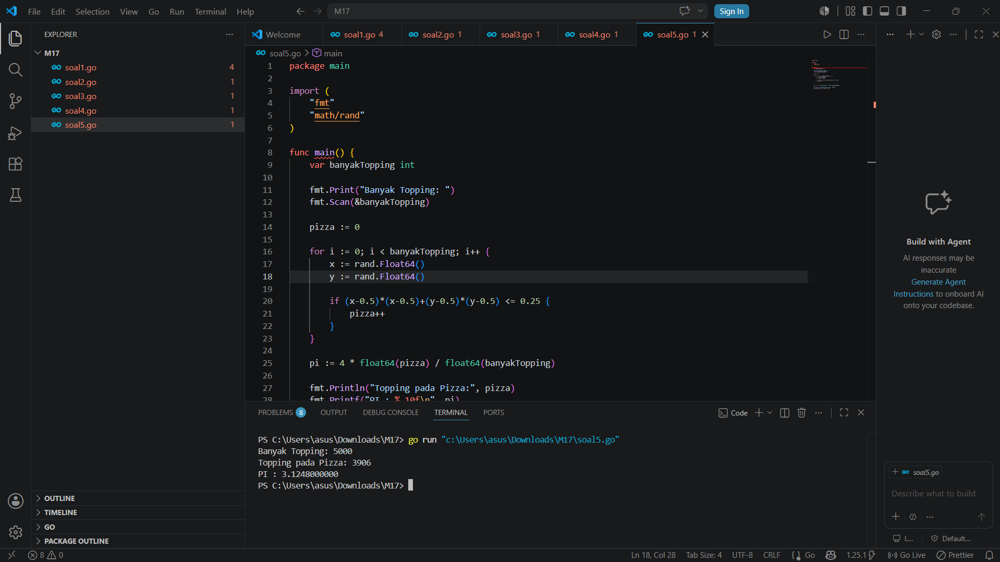 File Edit Selection View Go Run Terminal Help
M17
Sign In
EXPLORER
M17
soal1.go 4
soal2.go 1
soal3.go 1
soal4.go 1
soal5.go 1
OUTLINE
TIMELINE
GO
PACKAGE OUTLINE
Welcome
soal1.go 4
soal2.go 1
soal3.go 1
soal4.go 1
soal5.go 1
soal5.go > main
1 package main
2
3 import (
4 "fmt"
5 "math/rand"
6 )
7
8 func main() {
9 var banyakTopping int
10
11 fmt.Print("Banyak Topping: ")
12 fmt.Scan(&banyakTopping)
13
14 pizza := 0
15
16 for i := 0; i < banyakTopping; i++ {
17 x := rand.Float64()
18 y := rand.Float64()
19
20 if (x-0.5)*(x-0.5)+(y-0.5)*(y-0.5) <= 0.25 {
21 pizza++
22 }
23 }
24
25 pi := 4 * float64(pizza) / float64(banyakTopping)
26
27 fmt.Println("Topping pada Pizza:", pizza)
28 fmt.Printf("PI : %.10f\n", pi)
PROBLEMS 8 OUTPUT DEBUG CONSOLE TERMINAL PORTS
Code
PS C:\Users\asus\Downloads\M17> go run "c:\Users\asus\Downloads\M17\soal5.go"
Banyak Topping: 5000
Topping pada Pizza: 3906
PI : 3.1248000000
PS C:\Users\asus\Downloads\M17>
Build with Agent
AI responses may be
inaccurate
Generate Agent
Instructions to onboard AI
onto your codebase.
soal5.go
Describe what to build
L...
Default...
8 0
Ln 18, Col 28 Tab Size: 4 UTF-8 CRLF Go 1.25.1 Go Live Prettier